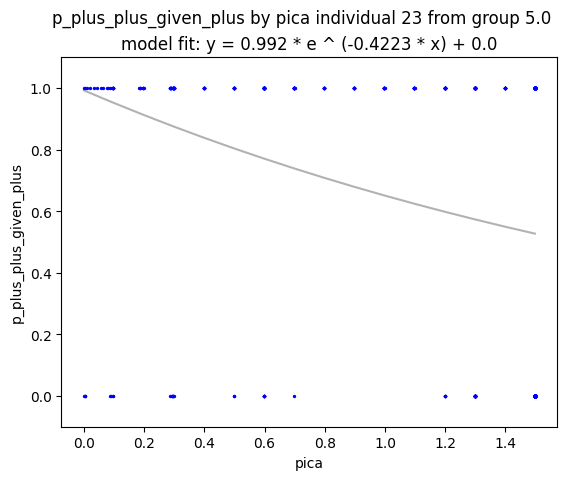 p_plus_plus_given_plus by pica individual 23 from group 5.0
model fit: y = 0.992 * e ^ (-0.4223 * x) + 0.0
p_plus_plus_given_plus
1.0
0.8
0.6
0.4
0.2
0.0
0.0 0.2 0.4 0.6 0.8 1.0 1.2 1.4
pica